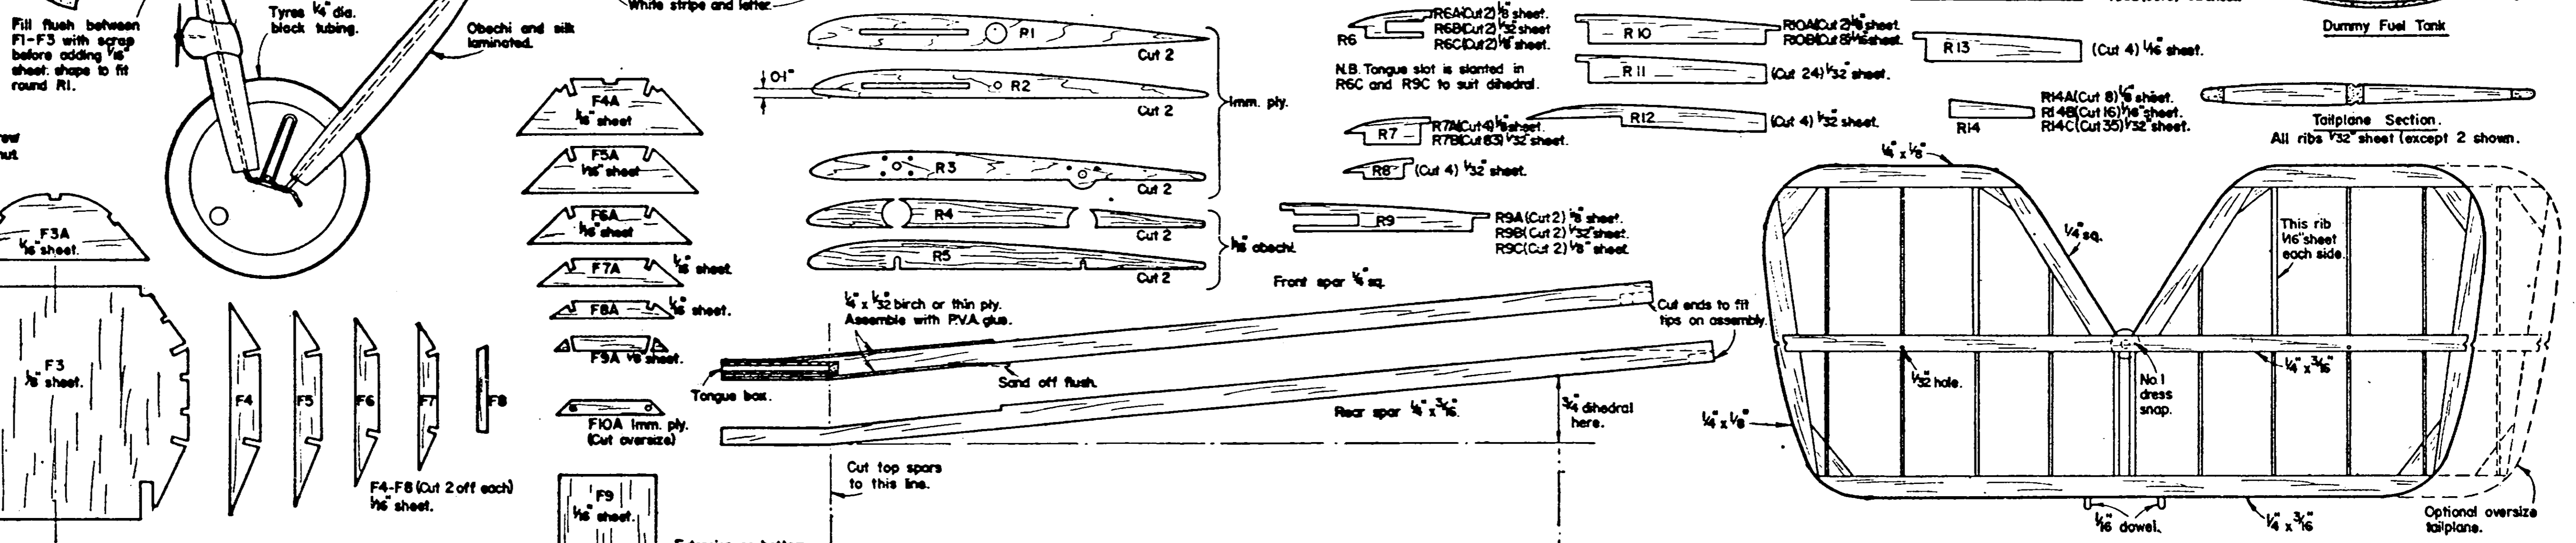 Fill flush between
F1-F3 with scrap
before adding 1/16"
sheet. shape to fit
round R1.
Tyres 1/4" dia.
black tubing.
Obechi and silk
laminated.
White stripe and letter.
F3A
1/16" sheet.
F3
1/8" sheet.
F4
F5
F6
F7
F8
F4-F8 (Cut 2 off each)
1/16" sheet.
F4A
1/16" sheet
F5A
1/16" sheet
F6A
1/16" sheet
F7A
1/16" sheet.
F8A
1/16" sheet.
F9A 1/8" sheet.
F10A 1mm. ply.
(Cut oversize)
F9
1/16" sheet.
R1
Cut 2
0·1"
R2
Cut 2
1mm. ply.
R3
Cut 2
R4
Cut 2
R5
Cut 2
1/16" obechi.
1/4" x 1/32" birch or thin ply.
Assemble with P.V.A. glue.
Tongue box.
Sand off flush.
Front spar 1/4" sq.
Rear spar 1/4" x 3/16".
Cut ends to fit
tips on assembly.
3/4" dihedral
here.
Cut top spars
to this line.
R6
R6A(Cut 2) 1/8" sheet.
R6B(Cut 2) 1/32" sheet
R6C(Cut 2) 1/8" sheet.
N.B. Tongue slot is slanted in
R6C and R9C to suit dihedral.
R7
R7A(Cut 4) 1/8" sheet.
R7B(Cut 83) 1/32" sheet.
R8 (Cut 4) 1/32" sheet.
R9
R9A (Cut 2) 1/8" sheet.
R9B(Cut 2) 1/32" sheet.
R9C(Cut 2) 1/8" sheet.
R10
R10A(Cut 2) 1/8" sheet.
R10B(Cut 8) 1/16" sheet.
R11
(Cut 24) 1/32" sheet.
R12
(Cut 4) 1/32" sheet.
R13
(Cut 4) 1/16" sheet.
R14
R14A(Cut 8) 1/8" sheet.
R14B(Cut 16) 1/16" sheet.
R14C(Cut 35) 1/32" sheet.
Dummy Fuel Tank
Tailplane Section.
All ribs 1/32" sheet (except 2 shown.
1/4" x 1/8"
1/4" sq.
This rib
1/16" sheet
each side.
1/32" hole.
No.1
dress
snap.
1/4" x 3/16"
1/4" x 1/8"
1/16" dowel.
1/4" x 3/16"
Optional oversize
tailplane.